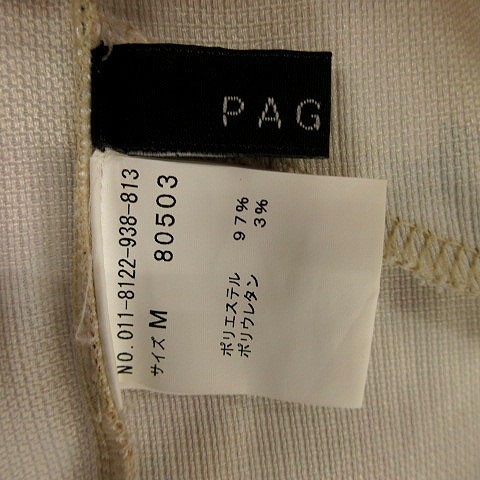 PAG
NO. 011-8122-938-813
サイズ M 80503
ポリエステル 97%
ポリウレタン 3%